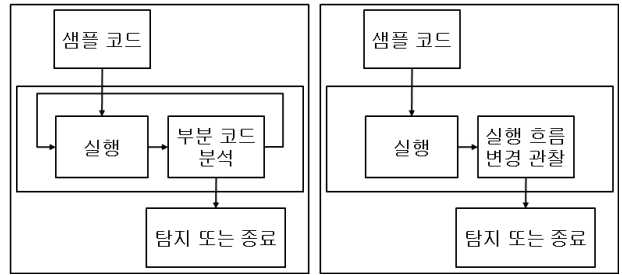 샘플 코드
실행
부분 코드
분석
탐지 또는 종료
샘플 코드
실행
실행 흐름
변경 관찰
탐지 또는 종료